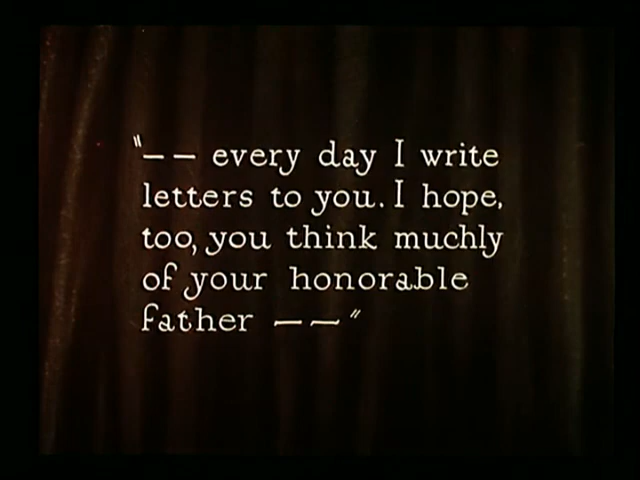 "— — every day I write
letters to you. I hope,
too, you think muchly
of your honorable
father — —"